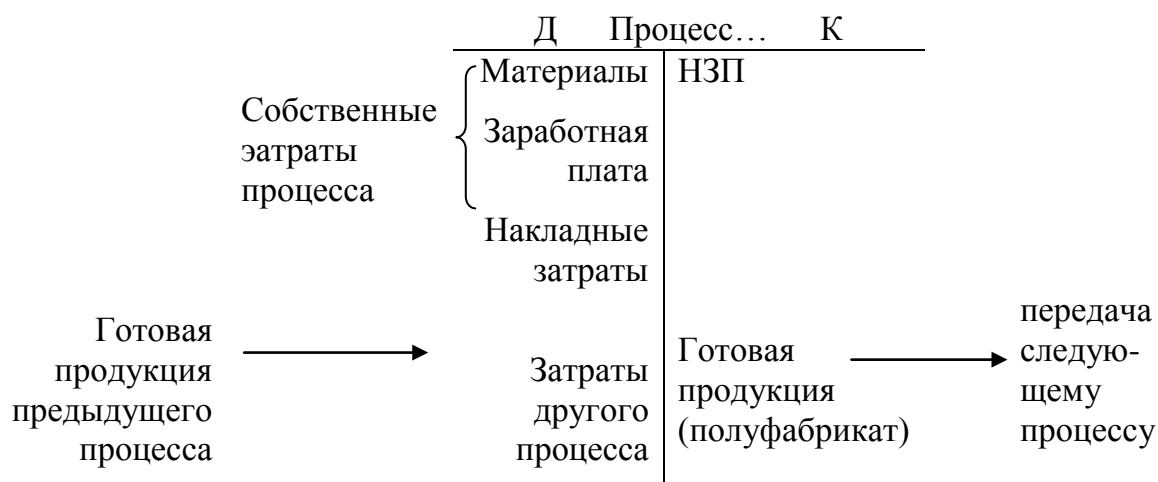 Д Процесс… К
Материалы НЗП
Собственные
эатраты
процесса
Заработная
плата
Накладные
затраты
Готовая
продукция
предыдущего
процесса
Затраты
другого
процесса
Готовая
продукция
(полуфабрикат)
передача
следую-
щему
процессу